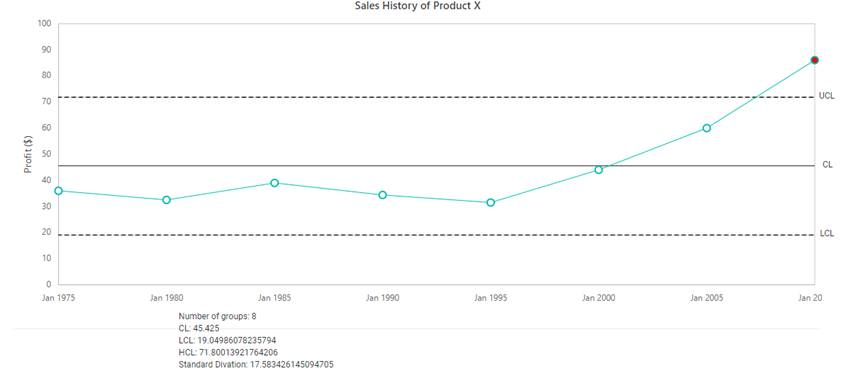 Sales History of Product X
100
90
80
70
60
50
40
30
20
10
0
Profit ($)
UCL
CL
LCL
Jan 1975 Jan 1980 Jan 1985 Jan 1990 Jan 1995 Jan 2000 Jan 2005 Jan 20
Number of groups: 8
CL: 45.425
LCL: 19.04986078235794
HCL: 71.80013921764206
Standard Divation: 17.583426145094705